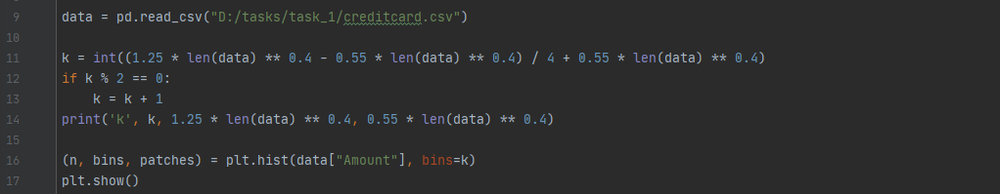 9 data = pd.read_csv("D:/tasks/task_1/creditcard.csv")
10
11 k = int((1.25 * len(data) ** 0.4 - 0.55 * len(data) ** 0.4) / 4 + 0.55 * len(data) ** 0.4)
12 if k % 2 == 0:
13     k = k + 1
14 print('k', k, 1.25 * len(data) ** 0.4, 0.55 * len(data) ** 0.4)
15
16 (n, bins, patches) = plt.hist(data["Amount"], bins=k)
17 plt.show()